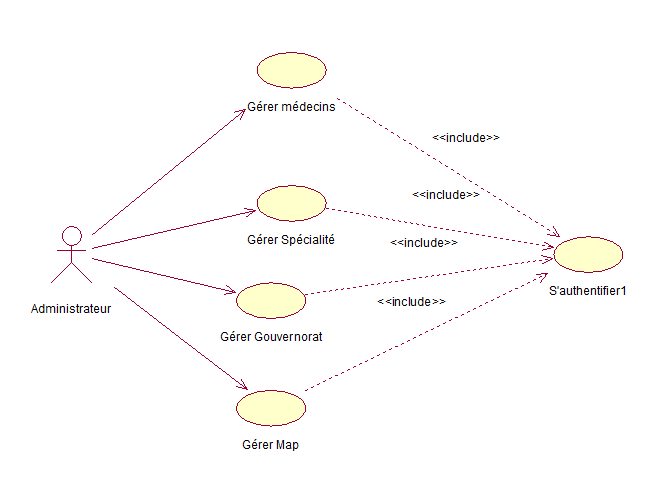 Gérer médecins
<<include>>
<<include>>
Gérer Spécialité
<<include>>
S'authentifier1
<<include>>
Administrateur
Gérer Gouvernorat
Gérer Map